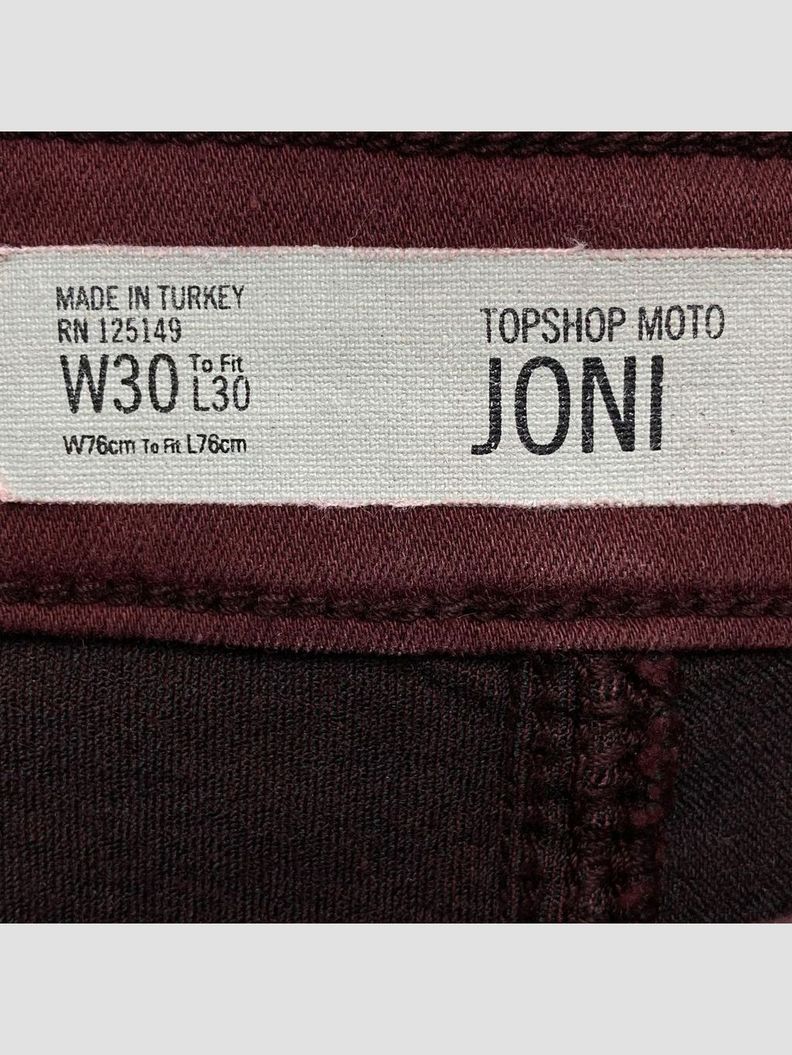 MADE IN TURKEY
RN 125149
W30 To Fit L30
W76cm To Fit L76cm
TOPSHOP MOTO
JONI